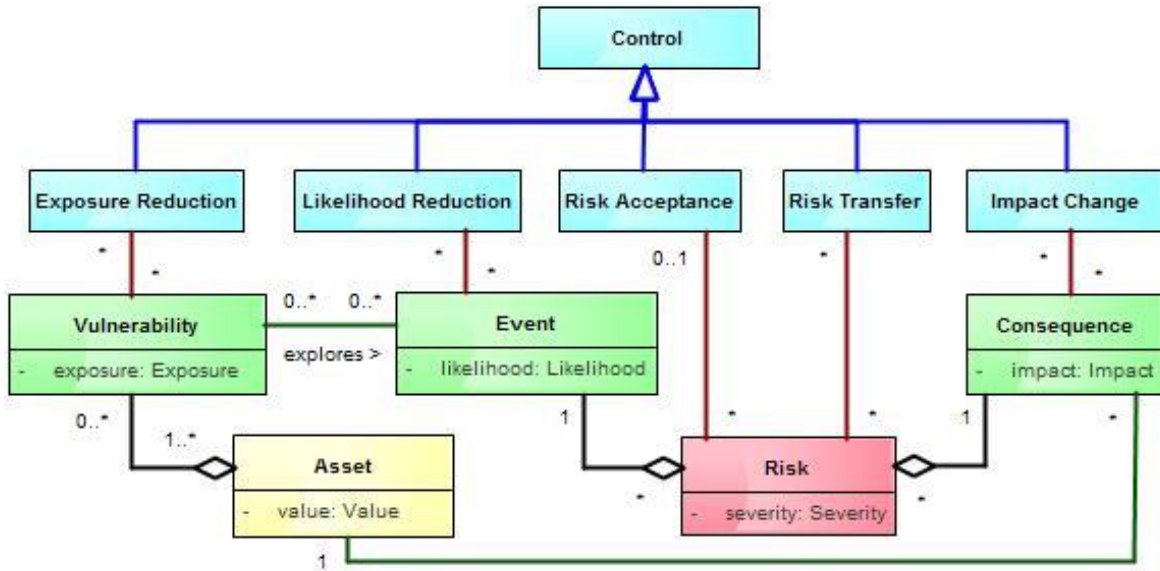 Control
Exposure Reduction
Likelihood Reduction
Risk Acceptance
Risk Transfer
Impact Change
*
*
0..1
*
*
*
*
*
0..*
0..*
Vulnerability
- exposure: Exposure
explores >
Event
- likelihood: Likelihood
Consequence
- impact: Impact
0..*
1..*
1
*
*
1
*
Asset
- value: Value
Risk
- severity: Severity
*
*
1